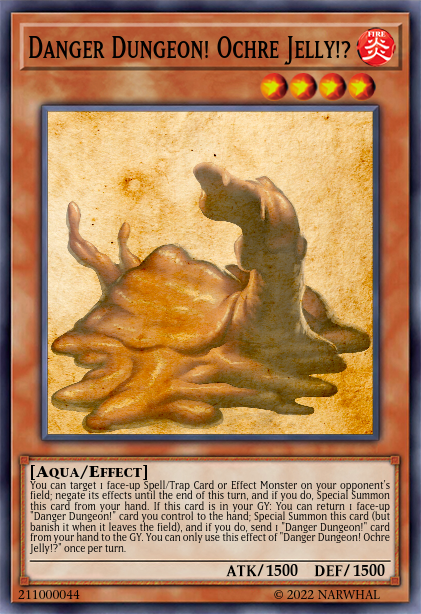 Danger Dungeon! Ochre Jelly!?
FIRE
炎
[Aqua/Effect]
You can target 1 face-up Spell/Trap Card or Effect Monster on your opponent's
field; negate its effects until the end of this turn, and if you do, Special Summon
this card from your hand. If this card is in your GY: You can return 1 face-up
"Danger Dungeon!" card you control to the hand; Special Summon this card (but
banish it when it leaves the field), and if you do, send 1 "Danger Dungeon!" card
from your hand to the GY. You can only use this effect of "Danger Dungeon! Ochre
Jelly!?" once per turn.
ATK/1500 DEF/1500
211000044 © 2022 NARWHAL